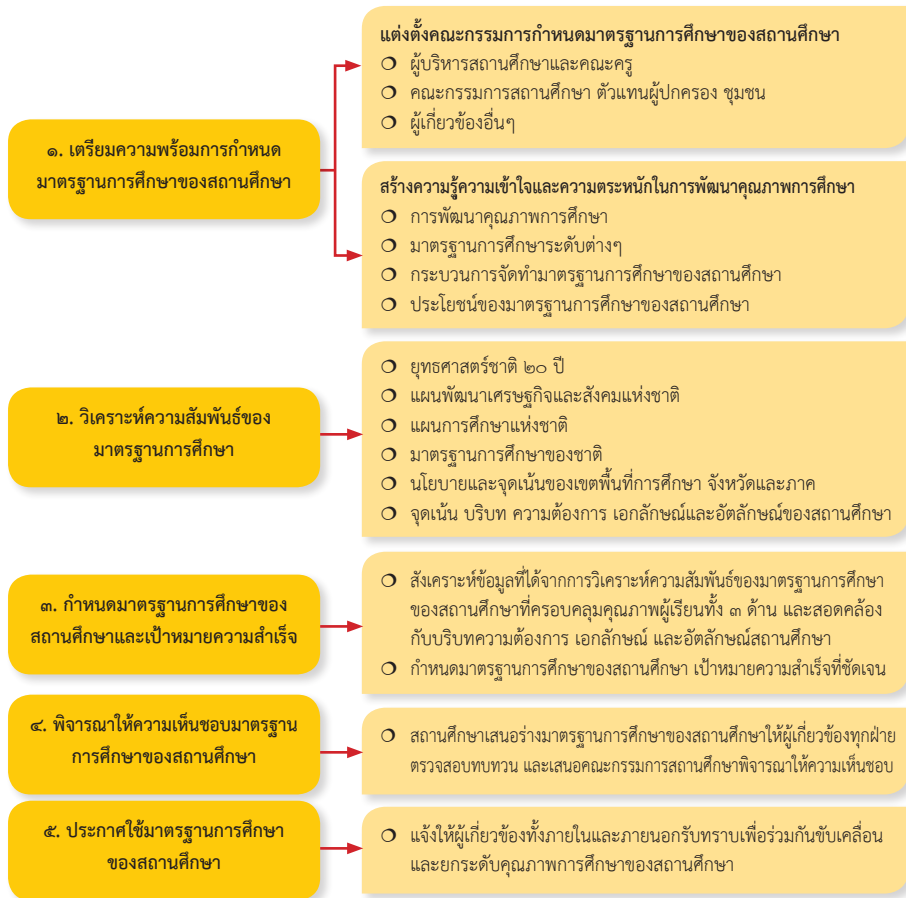 ๑. เตรียมความพร้อมการกำหนด
มาตรฐานการศึกษาของสถานศึกษา
แต่งตั้งคณะกรรมการกำหนดมาตรฐานการศึกษาของสถานศึกษา
ผู้บริหารสถานศึกษาและคณะครู
คณะกรรมการสถานศึกษา ตัวแทนผู้ปกครอง ชุมชน
ผู้เกี่ยวข้องอื่นๆ
สร้างความรู้ความเข้าใจและความตระหนักในการพัฒนาคุณภาพการศึกษา
การพัฒนาคุณภาพการศึกษา
มาตรฐานการศึกษาระดับต่างๆ
กระบวนการจัดทำมาตรฐานการศึกษาของสถานศึกษา
ประโยชน์ของมาตรฐานการศึกษาของสถานศึกษา
๒. วิเคราะห์ความสัมพันธ์ของ
มาตรฐานการศึกษา
ยุทธศาสตร์ชาติ ๒๐ ปี
แผนพัฒนาเศรษฐกิจและสังคมแห่งชาติ
แผนการศึกษาแห่งชาติ
มาตรฐานการศึกษาของชาติ
นโยบายและจุดเน้นของเขตพื้นที่การศึกษา จังหวัดและภาค
จุดเน้น บริบท ความต้องการ เอกลักษณ์และอัตลักษณ์ของสถานศึกษา
๓. กำหนดมาตรฐานการศึกษาของ
สถานศึกษาและเป้าหมายความสำเร็จ
สังเคราะห์ข้อมูลที่ได้จากการวิเคราะห์ความสัมพันธ์ของมาตรฐานการศึกษา
ของสถานศึกษาที่ครอบคลุมคุณภาพผู้เรียนทั้ง ๓ ด้าน และสอดคล้อง
กับบริบทความต้องการ เอกลักษณ์ และอัตลักษณ์สถานศึกษา
กำหนดมาตรฐานการศึกษาของสถานศึกษา เป้าหมายความสำเร็จที่ชัดเจน
๔. พิจารณาให้ความเห็นชอบมาตรฐาน
การศึกษาของสถานศึกษา
สถานศึกษาเสนอร่างมาตรฐานการศึกษาของสถานศึกษาให้ผู้เกี่ยวข้องทุกฝ่าย
ตรวจสอบทบทวน และเสนอคณะกรรมการสถานศึกษาพิจารณาให้ความเห็นชอบ
๕. ประกาศใช้มาตรฐานการศึกษา
ของสถานศึกษา
แจ้งให้ผู้เกี่ยวข้องทั้งภายในและภายนอกรับทราบเพื่อร่วมกันขับเคลื่อน
และยกระดับคุณภาพการศึกษาของสถานศึกษา